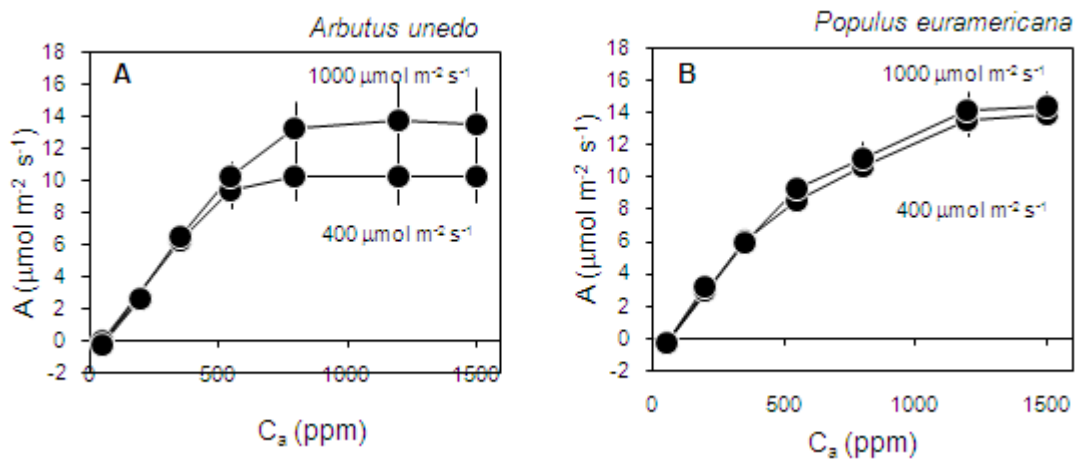 Arbutus unedo
A
1000 μmol m⁻² s⁻¹
400 μmol m⁻² s⁻¹
18
16
14
12
10
8
6
4
2
0
-2
A (μmol m⁻² s⁻¹)
0 500 1000 1500
Cₐ (ppm)
Populus euramericana
B
1000 μmol m⁻² s⁻¹
400 μmol m⁻² s⁻¹
18
16
14
12
10
8
6
4
2
0
-2
A (μmol m⁻² s⁻¹)
0 500 1000 1500
Cₐ (ppm)